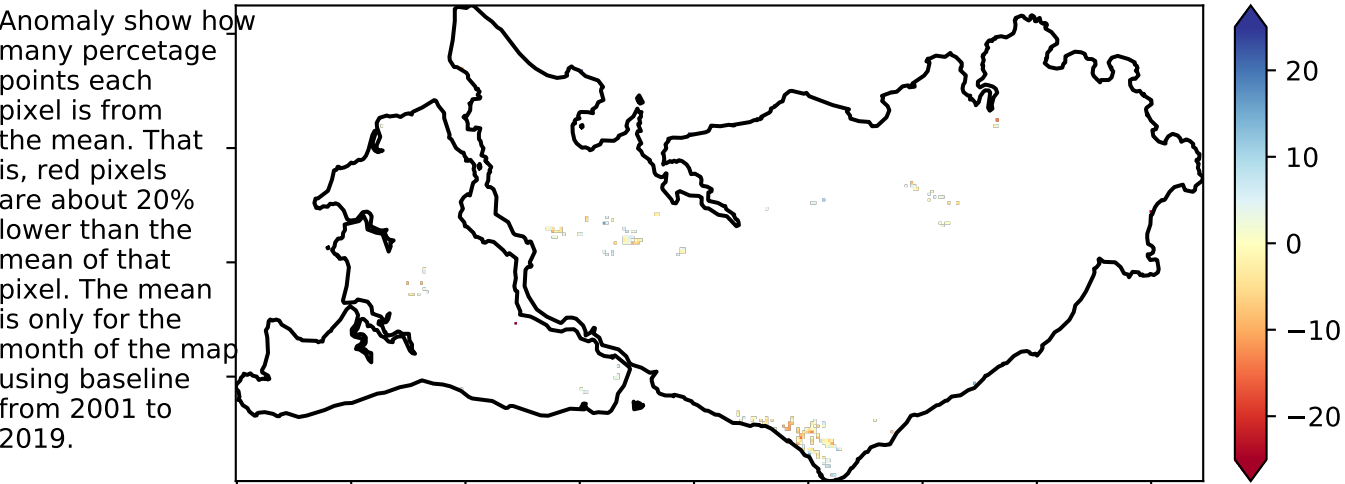 Anomaly show how
many percetage
points each
pixel is from
the mean. That
is, red pixels
are about 20%
lower than the
mean of that
pixel. The mean
is only for the
month of the map
using baseline
from 2001 to
2019.
20
10
0
−10
−20